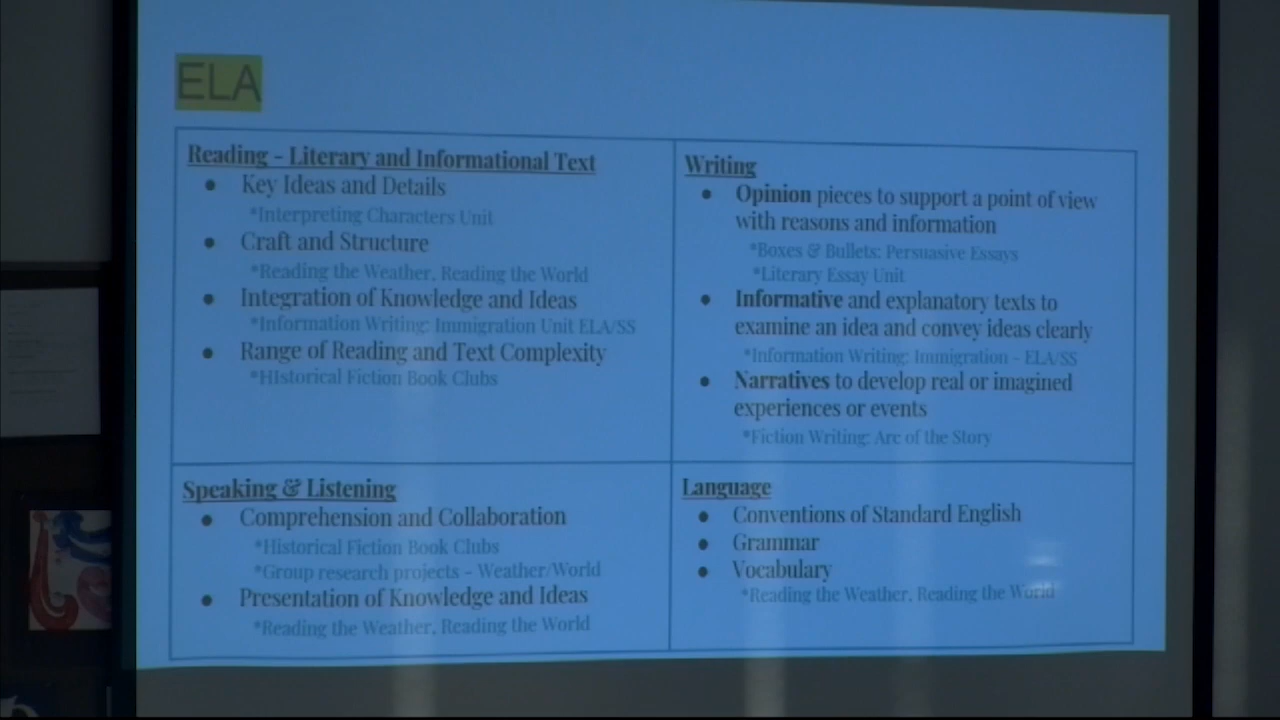 ELA
Reading - Literary and Informational Text
● Key Ideas and Details
*Interpreting Characters Unit
● Craft and Structure
*Reading the Weather, Reading the World
● Integration of Knowledge and Ideas
*Information Writing: Immigration Unit ELA/SS
● Range of Reading and Text Complexity
*HIstorical Fiction Book Clubs
Writing
● Opinion pieces to support a point of view
with reasons and information
*Boxes & Bullets: Persuasive Essays
*Literary Essay Unit
● Informative and explanatory texts to
examine an idea and convey ideas clearly
*Information Writing: Immigration - ELA/SS
● Narratives to develop real or imagined
experiences or events
*Fiction Writing: Arc of the Story
Speaking & Listening
● Comprehension and Collaboration
*Historical Fiction Book Clubs
*Group research projects - Weather/World
● Presentation of Knowledge and Ideas
*Reading the Weather, Reading the World
Language
● Conventions of Standard English
● Grammar
● Vocabulary
*Reading the Weather, Reading the World